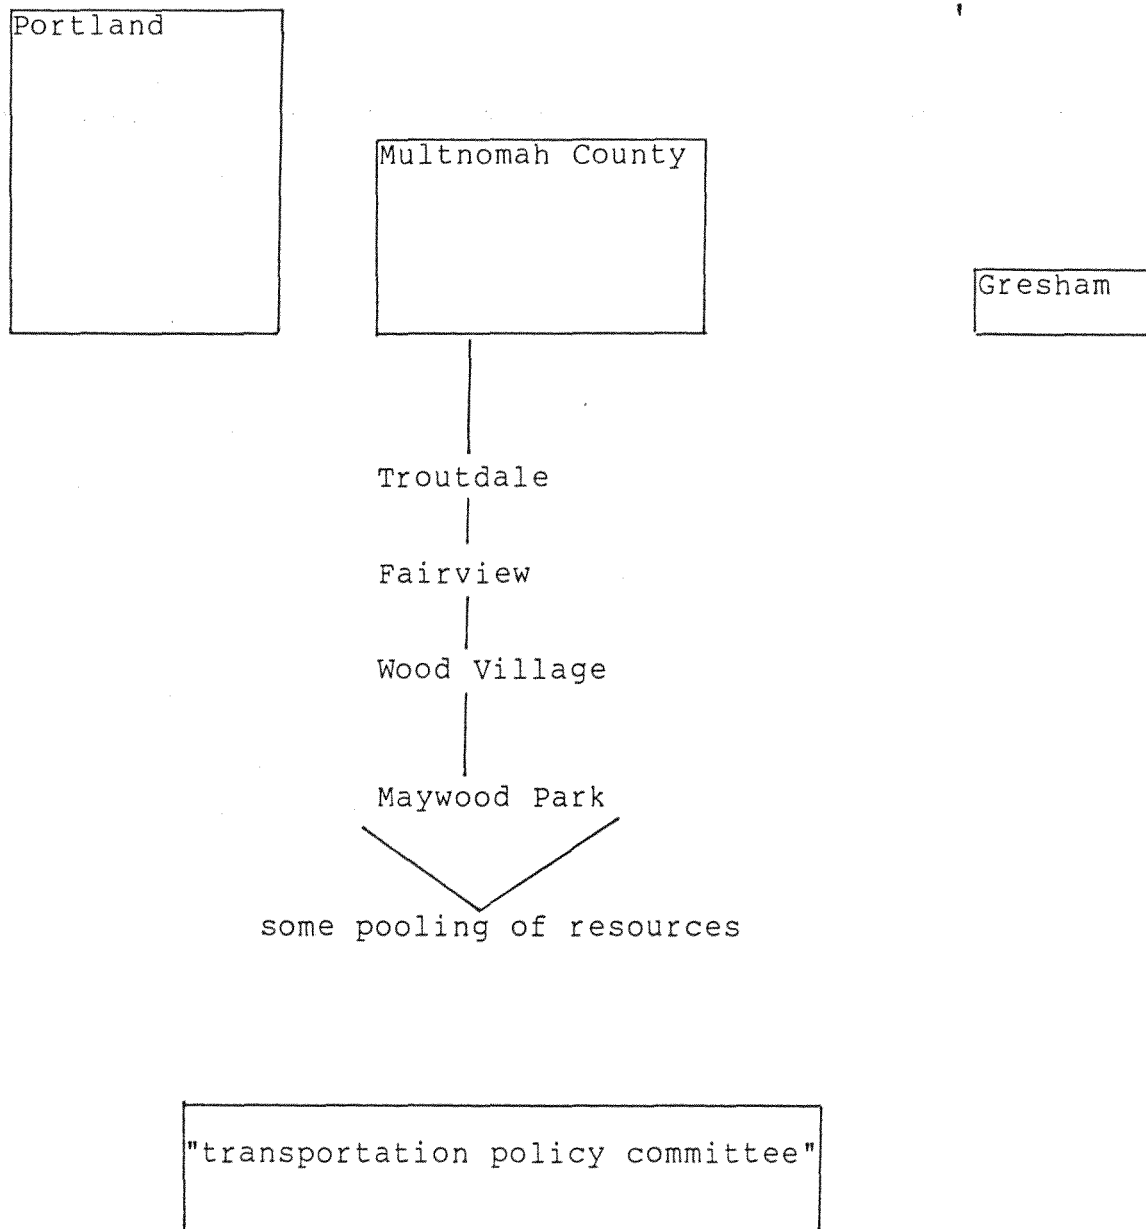 Portland
Multnomah County
Gresham
Troutdale
Fairview
Wood Village
Maywood Park
some pooling of resources
"transportation policy committee"